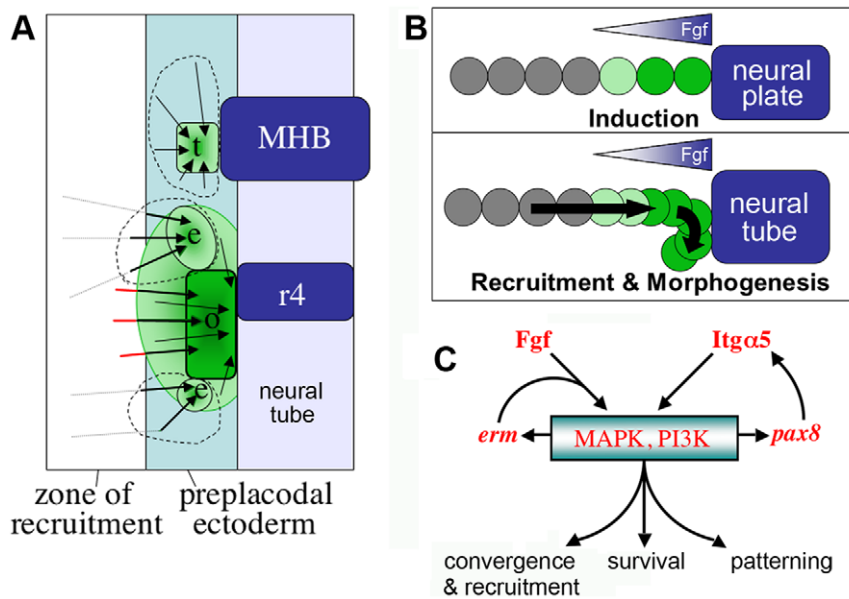 A
t
MHB
e
r4
o
e
neural
tube
zone of
recruitment
preplacodal
ectoderm
B
Fgf
neural
plate
Induction
Fgf
neural
tube
Recruitment & Morphogenesis
C
Fgf
Itgα5
erm
MAPK, PI3K
pax8
convergence
& recruitment
survival
patterning